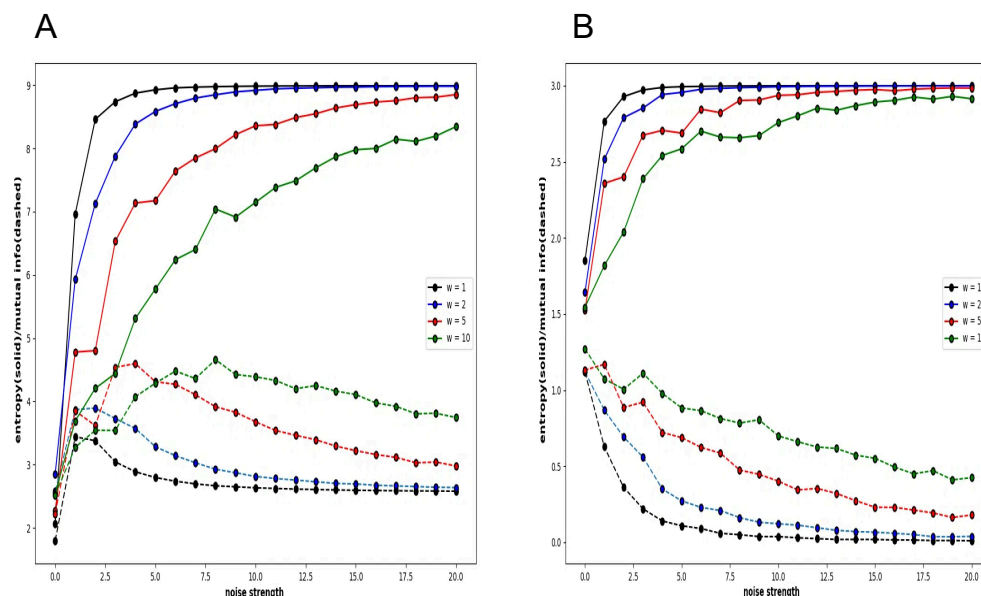 A
B
entropy(solid)/mutual info(dashed)
9
8
7
6
5
4
3
2
w = 1
w = 2
w = 5
w = 10
0.0 2.5 5.0 7.5 10.0 12.5 15.0 17.5 20.0
noise strength
entropy(solid)/mutual info(dashed)
3.0
2.5
2.0
1.5
1.0
0.5
0.0
w = 1
w = 2
w = 5
w = 1
0.0 2.5 5.0 7.5 10.0 12.5 15.0 17.5 20.0
noise strength